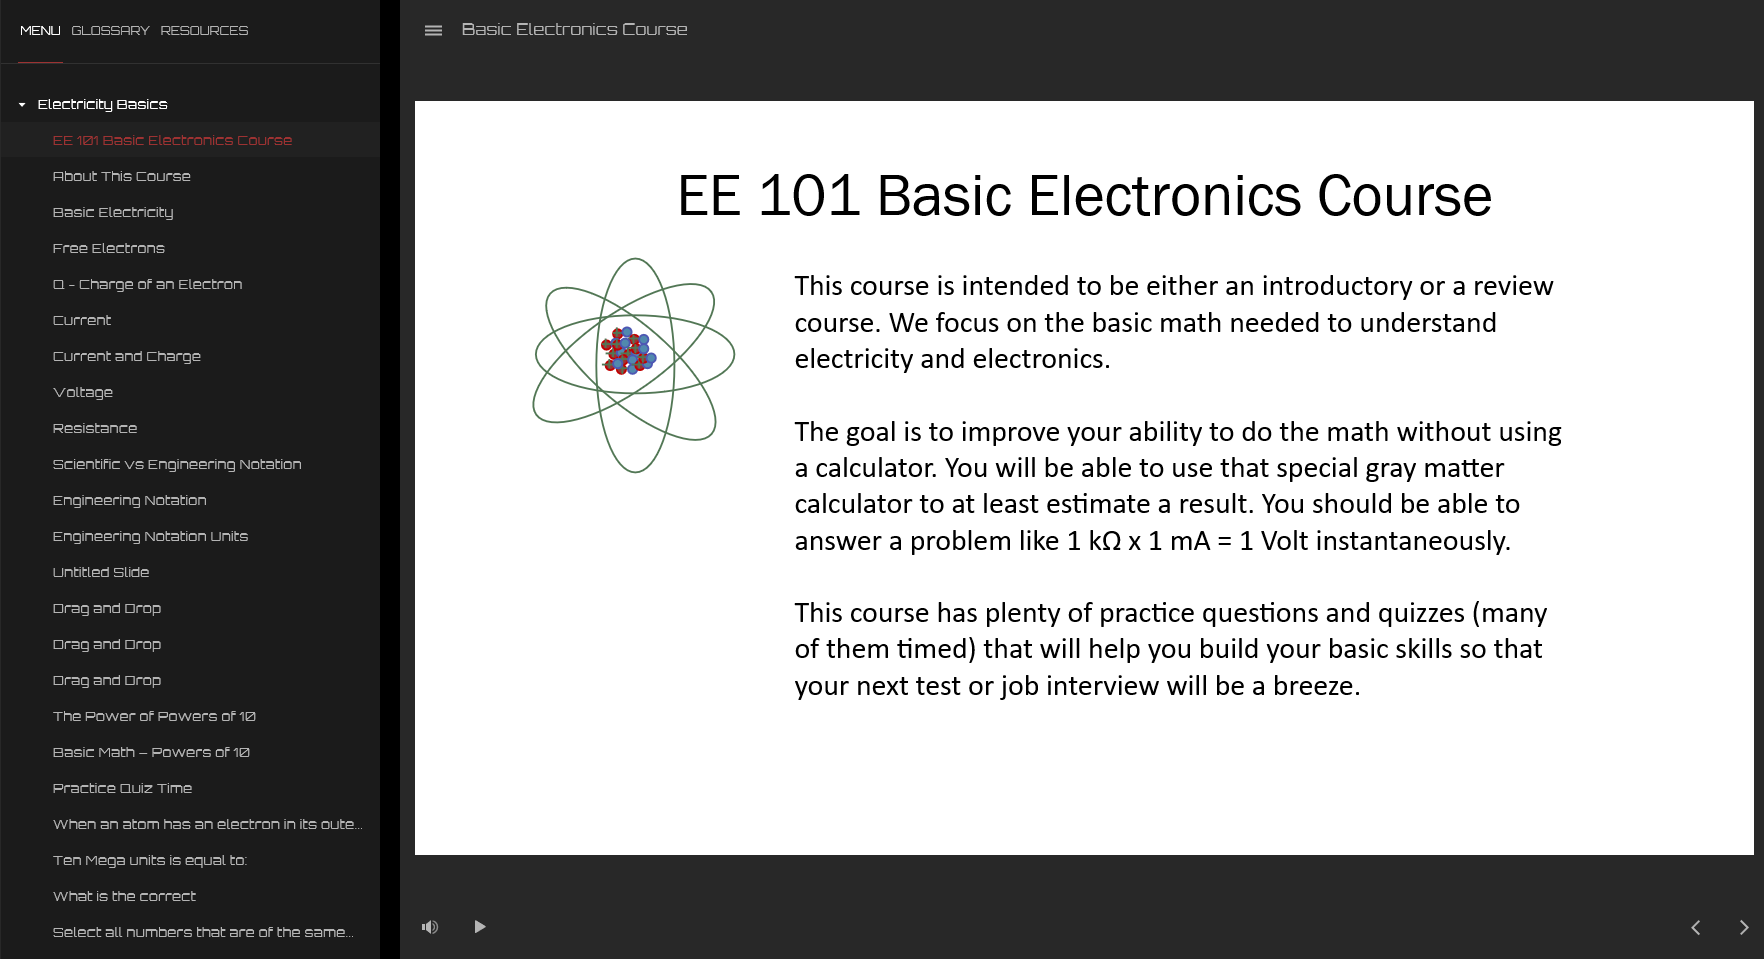 MENU GLOSSARY RESOURCES
Electricity Basics
EE 101 Basic Electronics Course
About This Course
Basic Electricity
Free Electrons
Q - Charge of an Electron
Current
Current and Charge
Voltage
Resistance
Scientific vs Engineering Notation
Engineering Notation
Engineering Notation Units
Untitled Slide
Drag and Drop
Drag and Drop
Drag and Drop
The Power of Powers of 10
Basic Math – Powers of 10
Practice Quiz Time
When an atom has an electron in its oute...
Ten Mega units is equal to:
What is the correct
Select all numbers that are of the same...
Basic Electronics Course
EE 101 Basic Electronics Course
This course is intended to be either an introductory or a review
course. We focus on the basic math needed to understand
electricity and electronics.
The goal is to improve your ability to do the math without using
a calculator. You will be able to use that special gray matter
calculator to at least estimate a result. You should be able to
answer a problem like 1 kΩ x 1 mA = 1 Volt instantaneously.
This course has plenty of practice questions and quizzes (many
of them timed) that will help you build your basic skills so that
your next test or job interview will be a breeze.